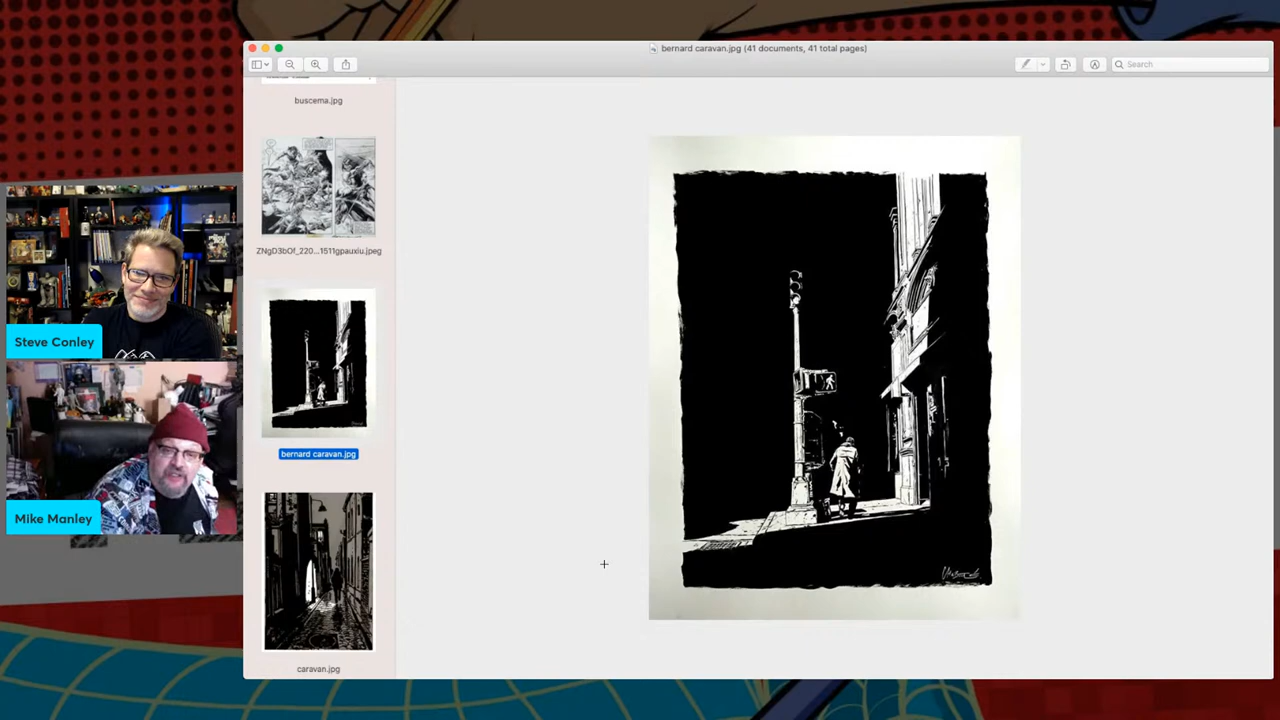 bernard caravan.jpg (41 documents, 41 total pages)
Search
buscema.jpg
ZNgD3bOf_220...1511gpauxiu.jpeg
bernard caravan.jpg
caravan.jpg
Steve Conley
Mike Manley